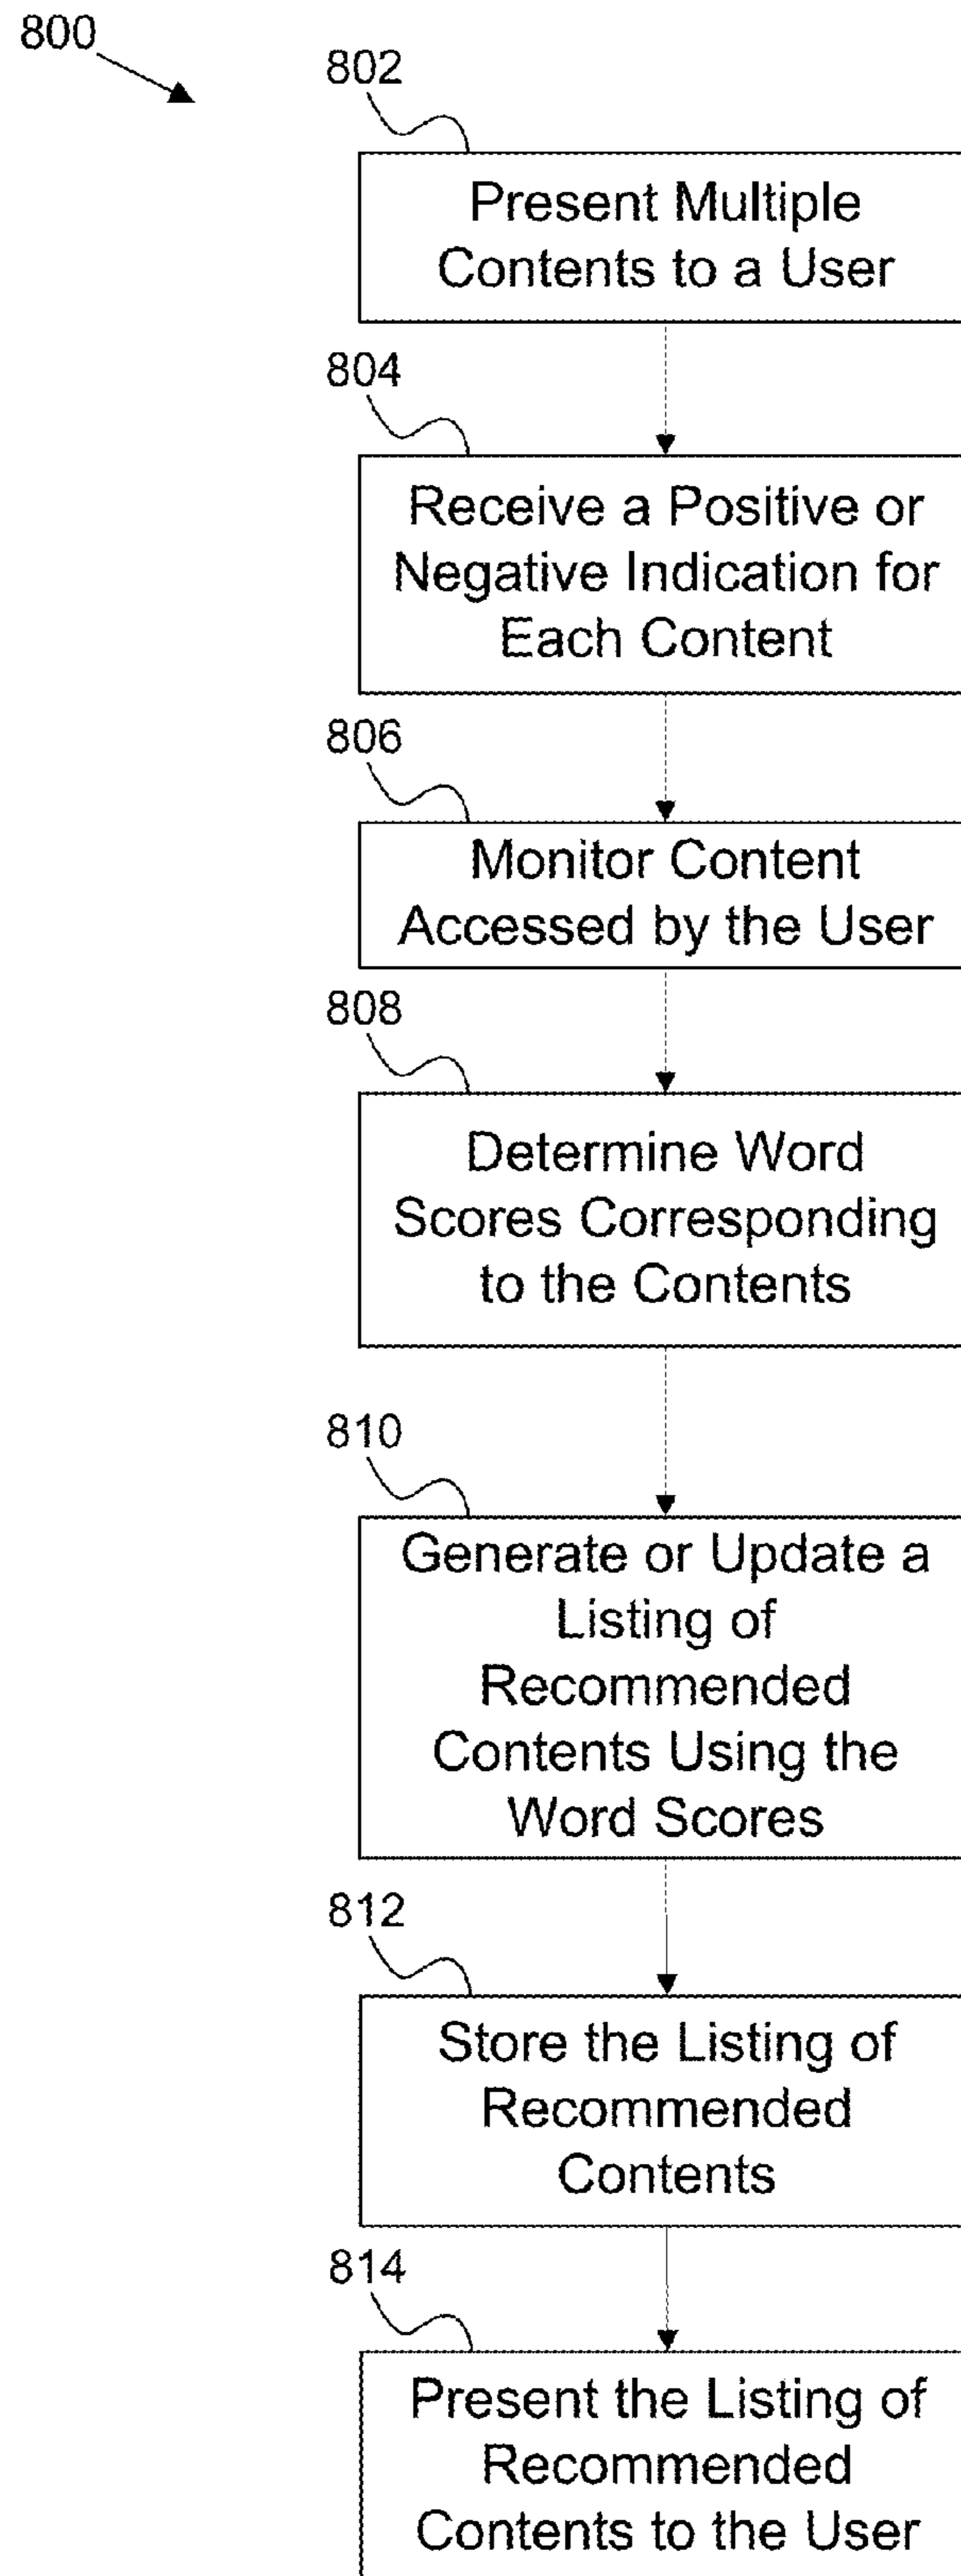 800
802
Present Multiple
Contents to a User
804
Receive a Positive or
Negative Indication for
Each Content
806
Monitor Content
Accessed by the User
808
Determine Word
Scores Corresponding
to the Contents
810
Generate or Update a
Listing of
Recommended
Contents Using the
Word Scores
812
Store the Listing of
Recommended
Contents
814
Present the Listing of
Recommended
Contents to the User